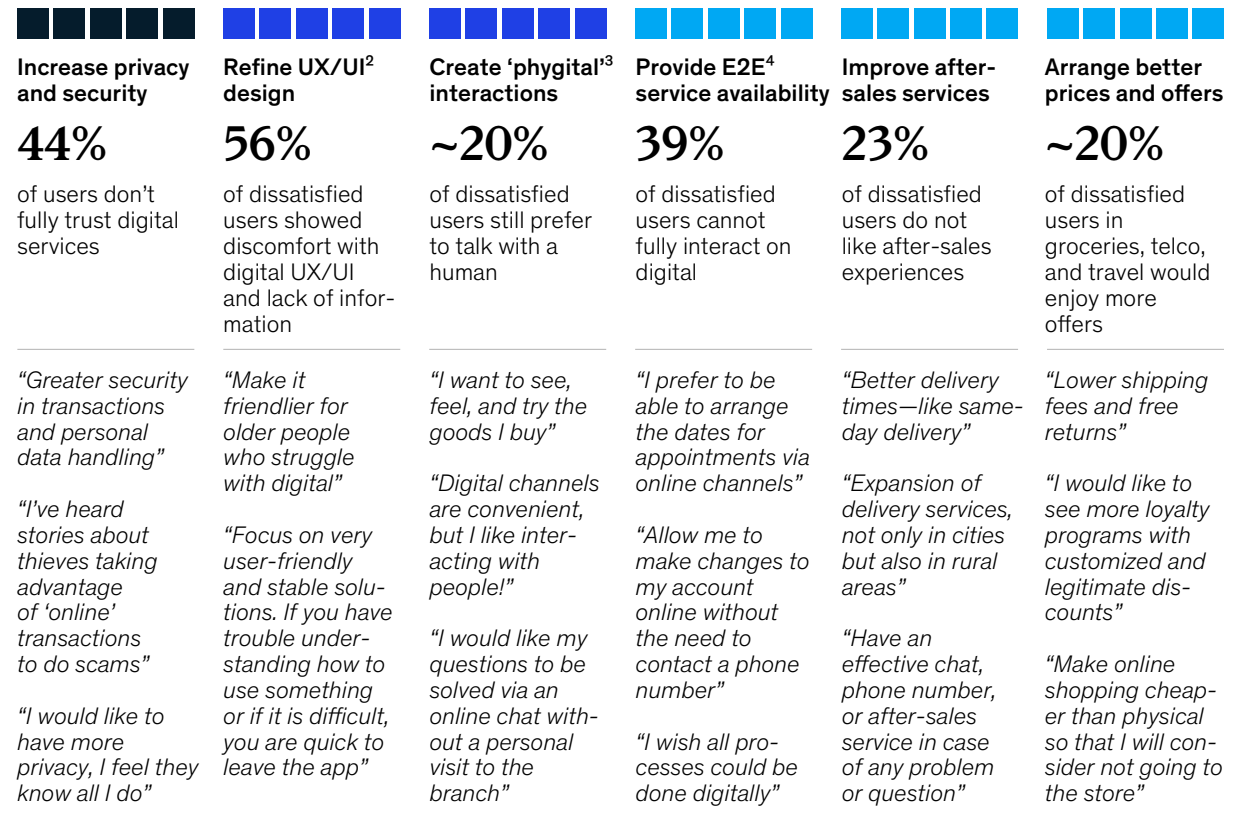 Increase privacy
and security
44%
of users don’t
fully trust digital
services
“Greater security
in transactions
and personal
data handling”
“I’ve heard
stories about
thieves taking
advantage
of ‘online’
transactions
to do scams”
“I would like to
have more
privacy, I feel they
know all I do”
Refine UX/UI²
design
56%
of dissatisfied
users showed
discomfort with
digital UX/UI
and lack of infor-
mation
“Make it
friendlier for
older people
who struggle
with digital”
“Focus on very
user-friendly
and stable solu-
tions. If you have
trouble under-
standing how to
use something
or if it is difficult,
you are quick to
leave the app”
Create ‘phygital’³
interactions
~20%
of dissatisfied
users still prefer
to talk with a
human
“I want to see,
feel, and try the
goods I buy”
“Digital channels
are convenient,
but I like inter-
acting with
people!”
“I would like my
questions to be
solved via an
online chat with-
out a personal
visit to the
branch”
Provide E2E⁴
service availability
39%
of dissatisfied
users cannot
fully interact on
digital
“I prefer to be
able to arrange
the dates for
appointments via
online channels”
“Allow me to
make changes to
my account
online without
the need to
contact a phone
number”
“I wish all pro-
cesses could be
done digitally”
Improve after-
sales services
23%
of dissatisfied
users do not
like after-sales
experiences
“Better delivery
times—like same-
day delivery”
“Expansion of
delivery services,
not only in cities
but also in rural
areas”
“Have an
effective chat,
phone number,
or after-sales
service in case
of any problem
or question”
Arrange better
prices and offers
~20%
of dissatisfied
users in
groceries, telco,
and travel would
enjoy more
offers
“Lower shipping
fees and free
returns”
“I would like to
see more loyalty
programs with
customized and
legitimate dis-
counts”
“Make online
shopping cheap-
er than physical
so that I will con-
sider not going to
the store”